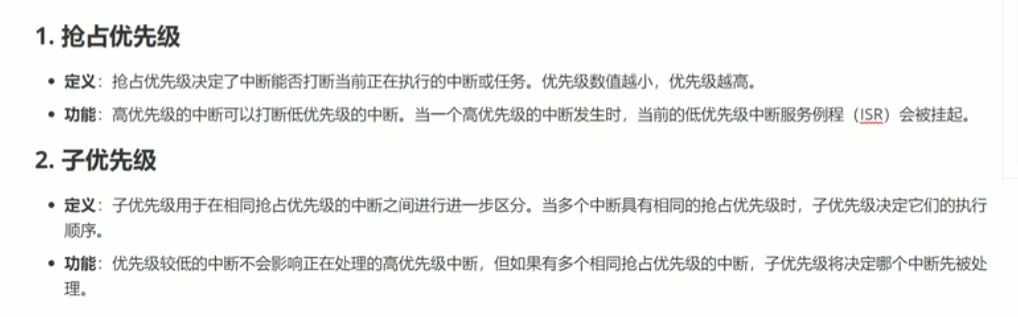 1. 抢占优先级
• 定义：抢占优先级决定了中断能否打断当前正在执行的中断或任务。优先级数值越小，优先级越高。
• 功能：高优先级的中断可以打断低优先级的中断。当一个高优先级的中断发生时，当前的低优先级中断服务例程（ISR）会被挂起。
2. 子优先级
• 定义：子优先级用于在相同抢占优先级的中断之间进行进一步区分。当多个中断具有相同的抢占优先级时，子优先级决定它们的执行
顺序。
• 功能：优先级较低的中断不会影响正在处理的高优先级中断，但如果有多个相同抢占优先级的中断，子优先级将决定哪个中断先被处
理。